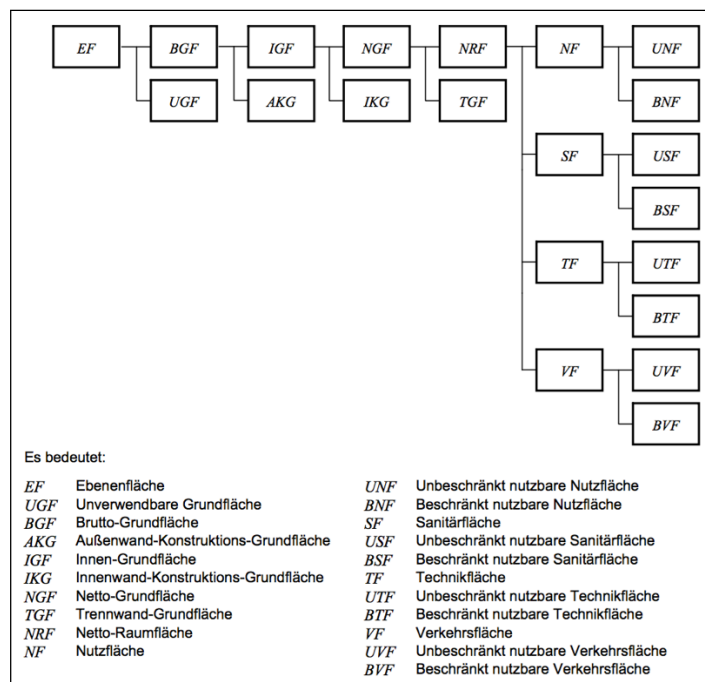 EF BGF IGF NGF NRF NF UNF
UGF AKG IKG TGF BNF
SF USF
BSF
TF UTF
BTF
VF UVF
BVF
Es bedeutet:
EF Ebenenfläche
UGF Unverwendbare Grundfläche
BGF Brutto-Grundfläche
AKG Außenwand-Konstruktions-Grundfläche
IGF Innen-Grundfläche
IKG Innenwand-Konstruktions-Grundfläche
NGF Netto-Grundfläche
TGF Trennwand-Grundfläche
NRF Netto-Raumfläche
NF Nutzfläche
UNF Unbeschränkt nutzbare Nutzfläche
BNF Beschränkt nutzbare Nutzfläche
SF Sanitärfläche
USF Unbeschränkt nutzbare Sanitärfläche
BSF Beschränkt nutzbare Sanitärfläche
TF Technikfläche
UTF Unbeschränkt nutzbare Technikfläche
BTF Beschränkt nutzbare Technikfläche
VF Verkehrsfläche
UVF Unbeschränkt nutzbare Verkehrsfläche
BVF Beschränkt nutzbare Verkehrsfläche